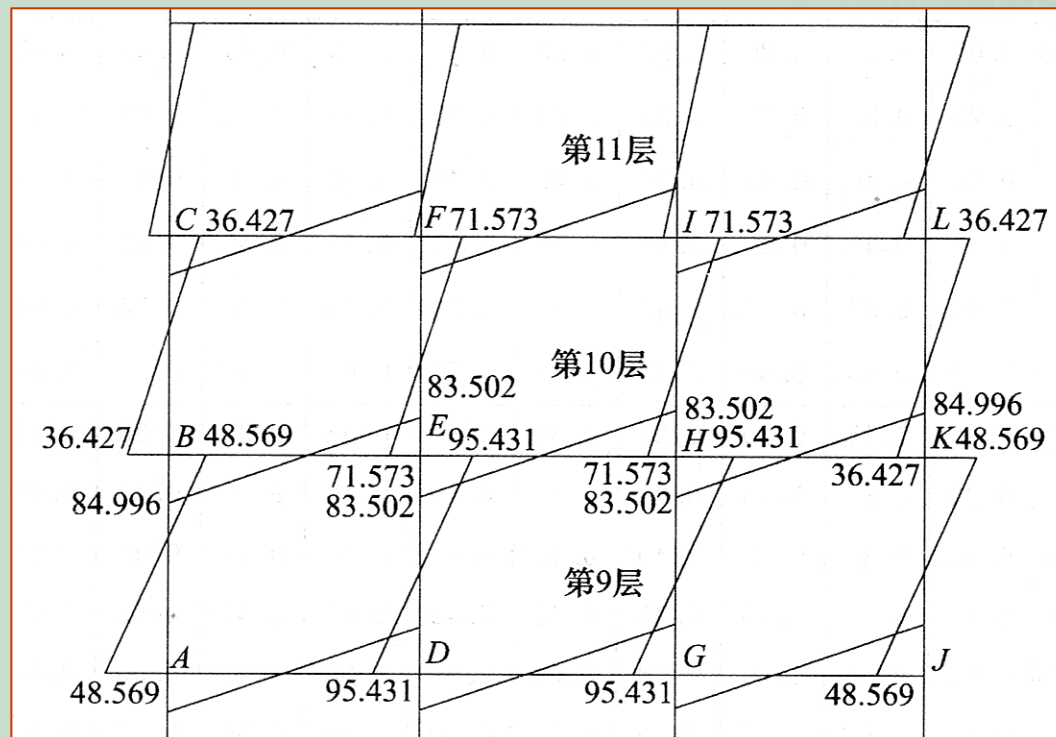 第11层
C 36.427 F 71.573 I 71.573 L 36.427
第10层
83.502 83.502 84.996
36.427 B 48.569 E 95.431 H 95.431 K 48.569
84.996 71.573 71.573 36.427
83.502 83.502
第9层
A D G J
48.569 95.431 95.431 48.569